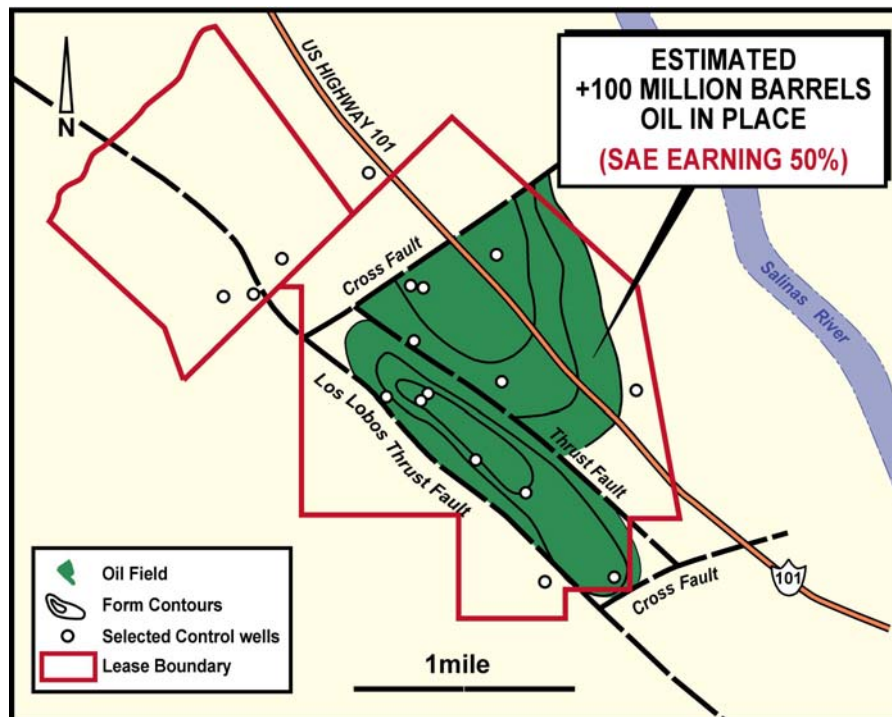 ESTIMATED
+100 MILLION BARRELS
OIL IN PLACE
(SAE EARNING 50%)
N
US HIGHWAY 101
Cross Fault
Salinas
River
Los Lobos Thrust Fault
Thrust Fault
Cross Fault
101
Oil Field
Form Contours
Selected Control wells
Lease Boundary
1mile